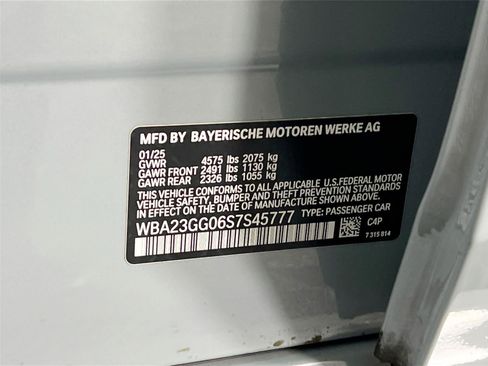 MFD BY BAYERISCHE MOTOREN WERKE AG
01/25
GVWR 4575 lbs 2075 kg
GAWR FRONT 2491 lbs 1130 kg
GAWR REAR 2326 lbs 1055 kg
THIS VEHICLE CONFORMS TO ALL APPLICABLE U.S.FEDERAL MOTOR
VEHICLE SAFETY, BUMPER AND THEFT PREVENTION STANDARDS
IN EFFECT ON THE DATE OF MANUFACTURE SHOWN ABOVE.
WBA23GG06S7S45777 TYPE: PASSENGER CAR
C4P
7 315 814